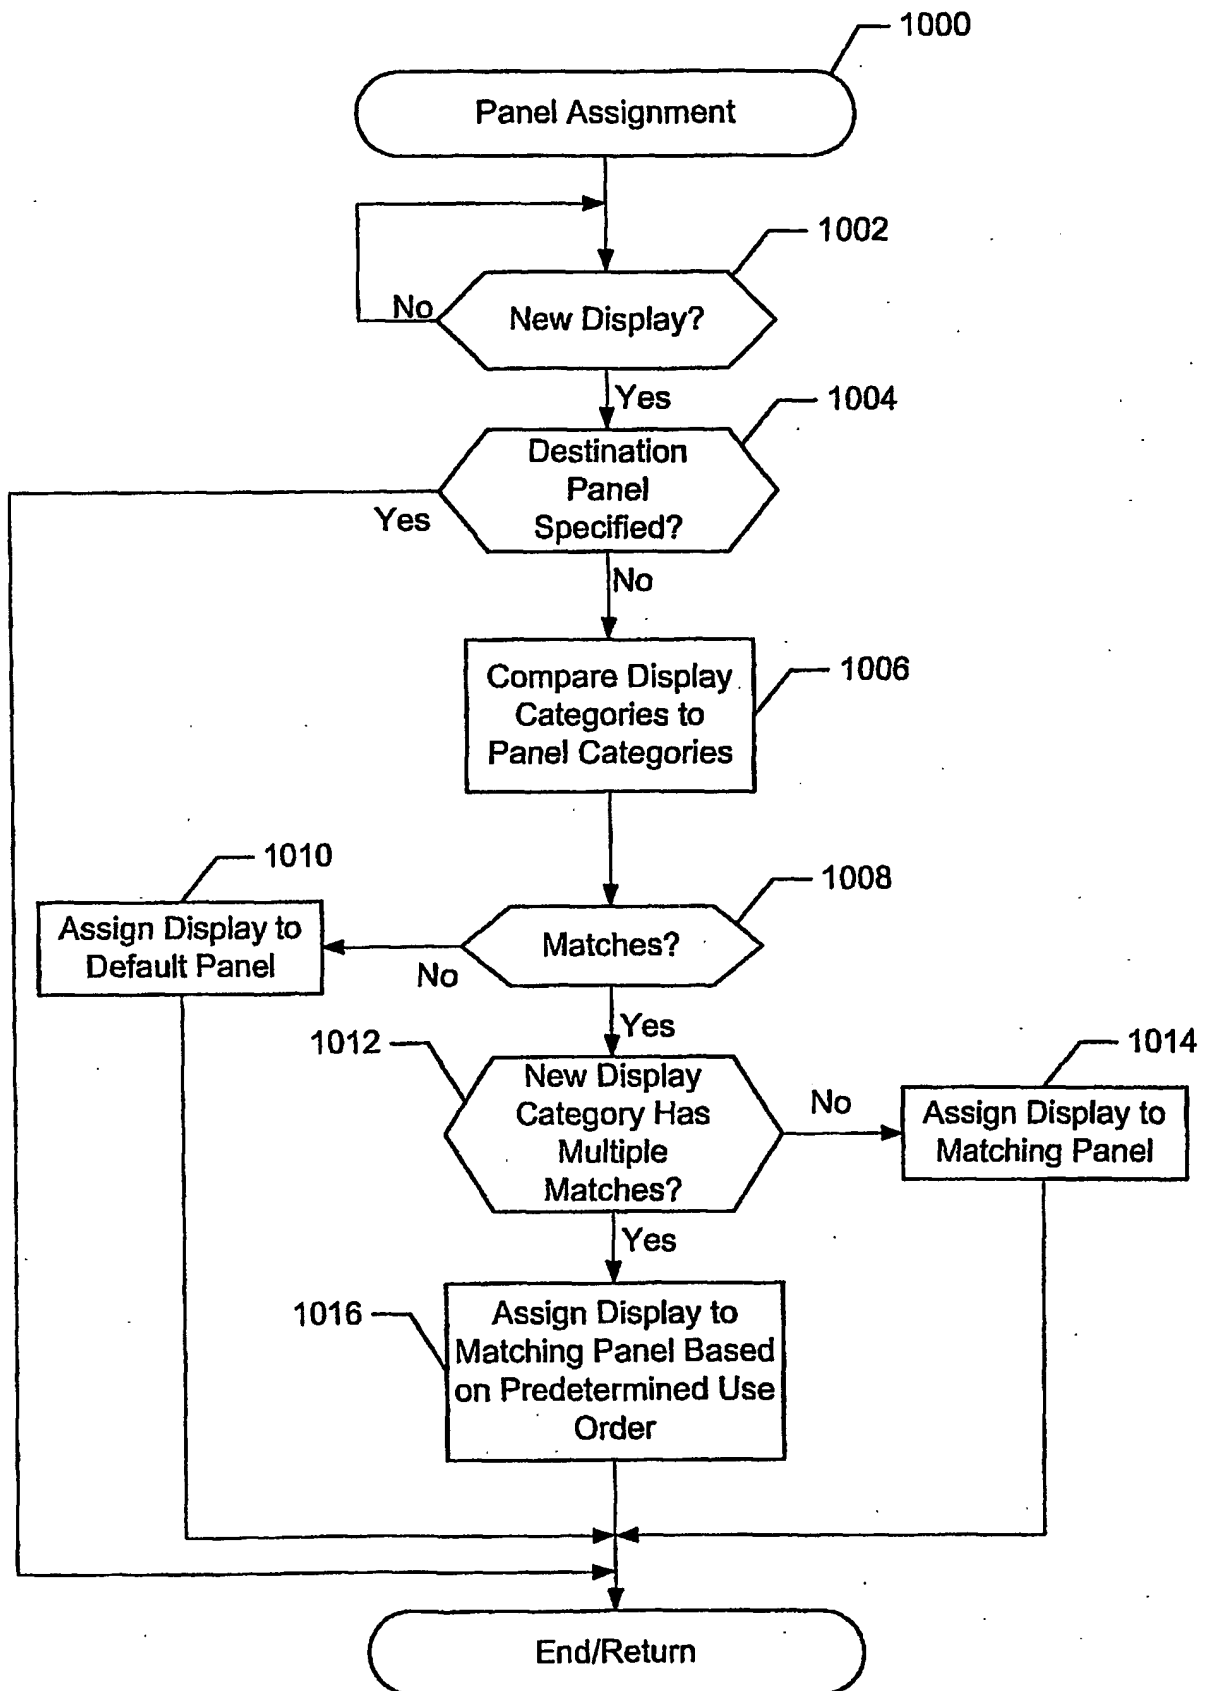 1000
Panel Assignment
1002
No
New Display?
Yes
1004
Destination
Panel
Specified?
Yes
No
1006
Compare Display
Categories to
Panel Categories
1010
1008
Assign Display to
Default Panel
Matches?
No
Yes
1012
1014
New Display
Category Has
Multiple
Matches?
No
Assign Display to
Matching Panel
Yes
1016
Assign Display to
Matching Panel Based
on Predetermined Use
Order
End/Return